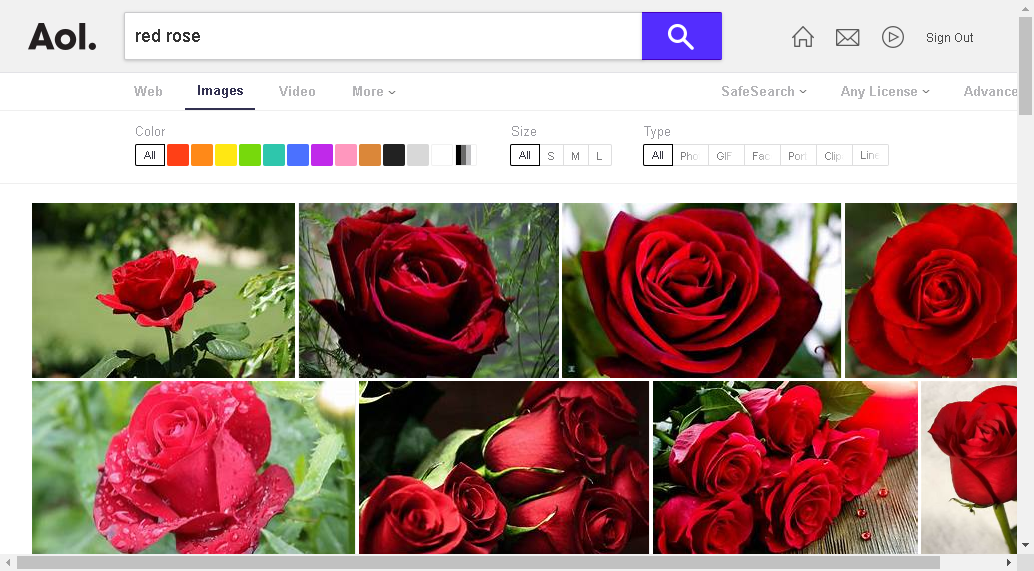 Aol.
red rose
Sign Out
Web Images Video More SafeSearch Any License Advance
Color Size Type
All All S M L All Pho GIF Fac Por Clip Line